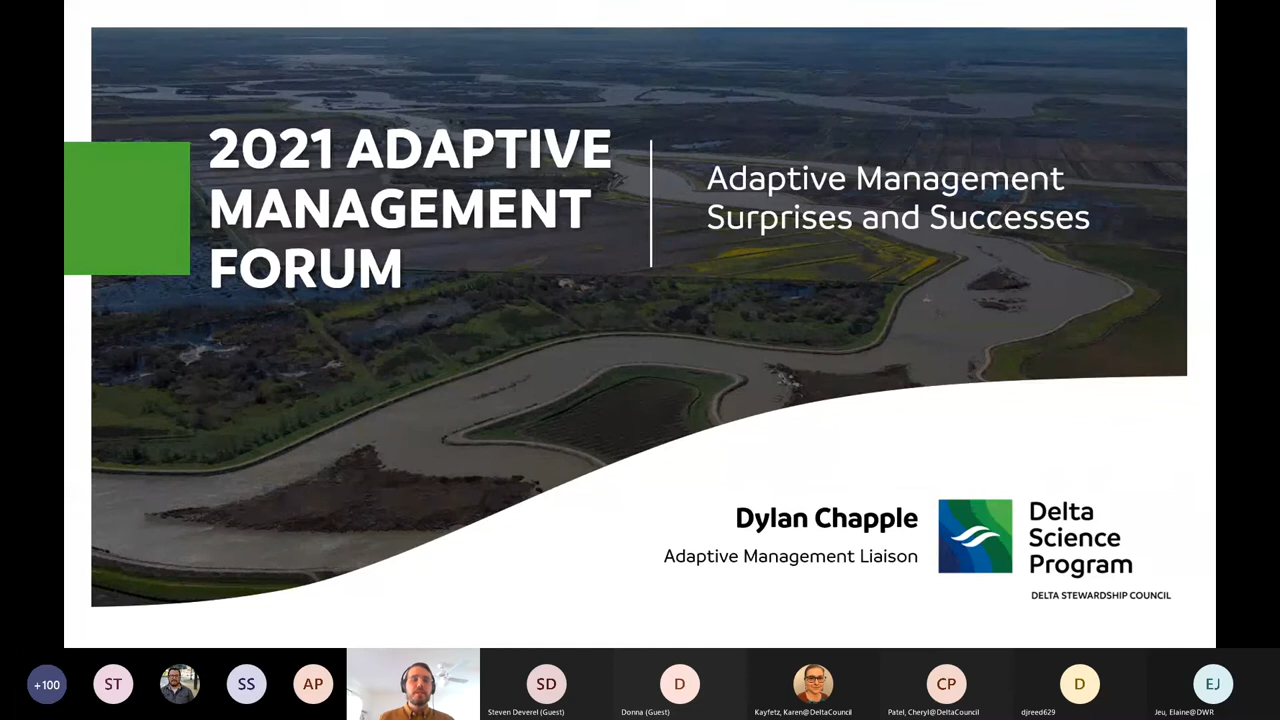 2021 ADAPTIVE
MANAGEMENT
FORUM
Adaptive Management
Surprises and Successes
Dylan Chapple
Adaptive Management Liaison
Delta
Science
Program
DELTA STEWARDSHIP COUNCIL
+100
ST
SS
AP
SD
Steven Deverel (Guest)
D
Donna (Guest)
Kayfetz, Karen@DeltaCouncil
CP
Patel, Cheryl@DeltaCouncil
D
djreed629
EJ
Jeu, Elaine@DWR